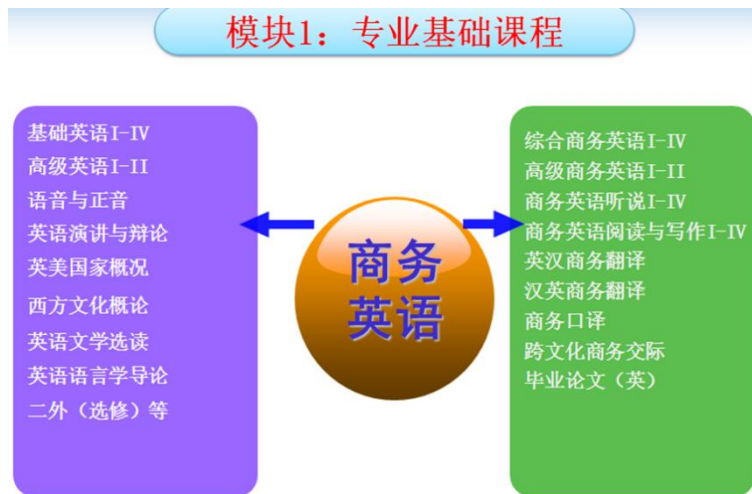 模块1：专业基础课程
基础英语I-IV
高级英语I-II
语音与正音
英语演讲与辩论
英美国家概况
西方文化概论
英语文学选读
英语语言学导论
二外（选修）等
商务
英语
综合商务英语I-IV
高级商务英语I-II
商务英语听说I-IV
商务英语阅读与写作I-IV
英汉商务翻译
汉英商务翻译
商务口译
跨文化商务交际
毕业论文（英）